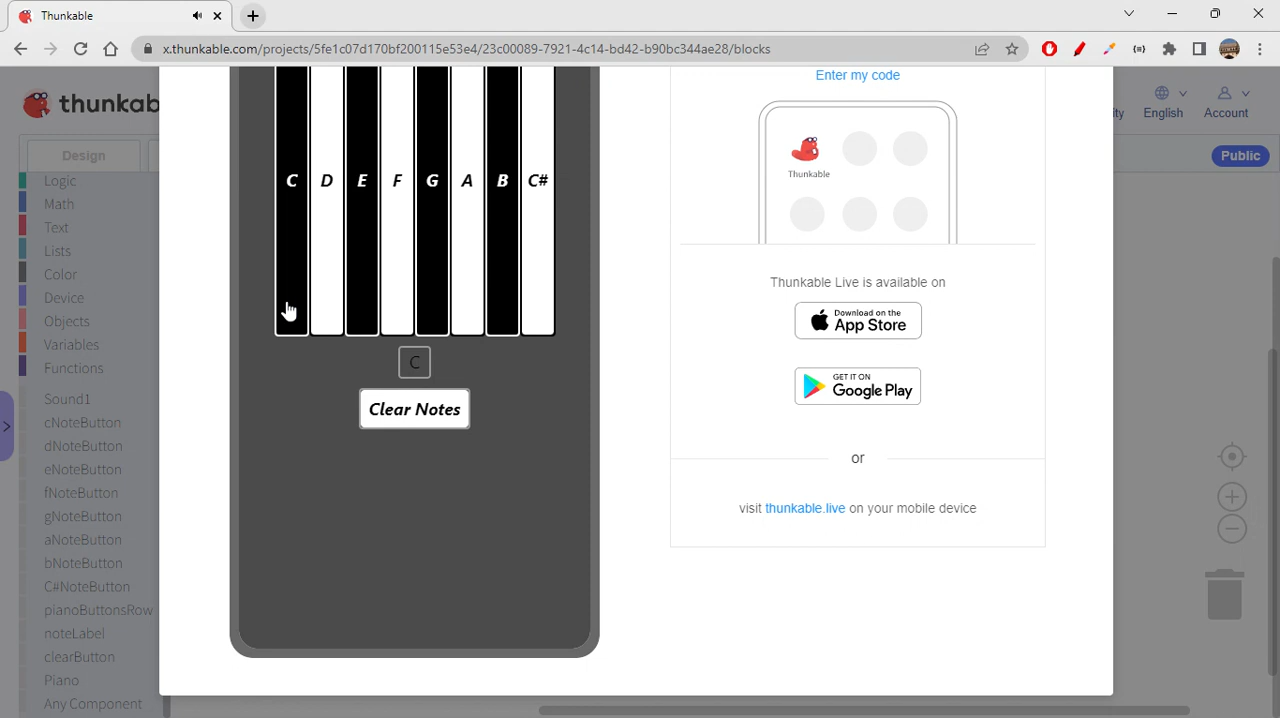 Thunkable
x.thunkable.com/projects/5fe1c07d170bf200115e53e4/23c00089-7921-4c14-bd42-b90bc344ae28/blocks
thunkab
English
Account
Design
Public
Logic
Math
Text
Lists
Color
Device
Objects
Variables
Functions
Sound1
cNoteButton
dNoteButton
eNoteButton
fNoteButton
gNoteButton
aNoteButton
bNoteButton
C#NoteButton
pianoButtonsRow
noteLabel
clearButton
Piano
Any Component
C D E F G A B C#
C
Clear Notes
Enter my code
Thunkable
Thunkable Live is available on
Download on the
App Store
GET IT ON
Google Play
or
visit thunkable.live on your mobile device